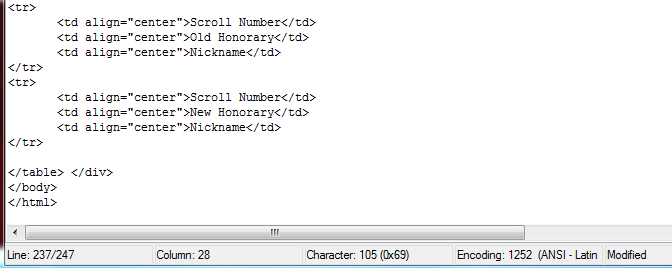 <tr>
<td align="center">Scroll Number</td>
<td align="center">Old Honorary</td>
<td align="center">Nickname</td>
</tr>
<tr>
<td align="center">Scroll Number</td>
<td align="center">New Honorary</td>
<td align="center">Nickname</td>
</tr>
</table> </div>
</body>
</html>
Line: 237/247 Column: 28 Character: 105 (0x69) Encoding: 1252 (ANSI - Latin Modified